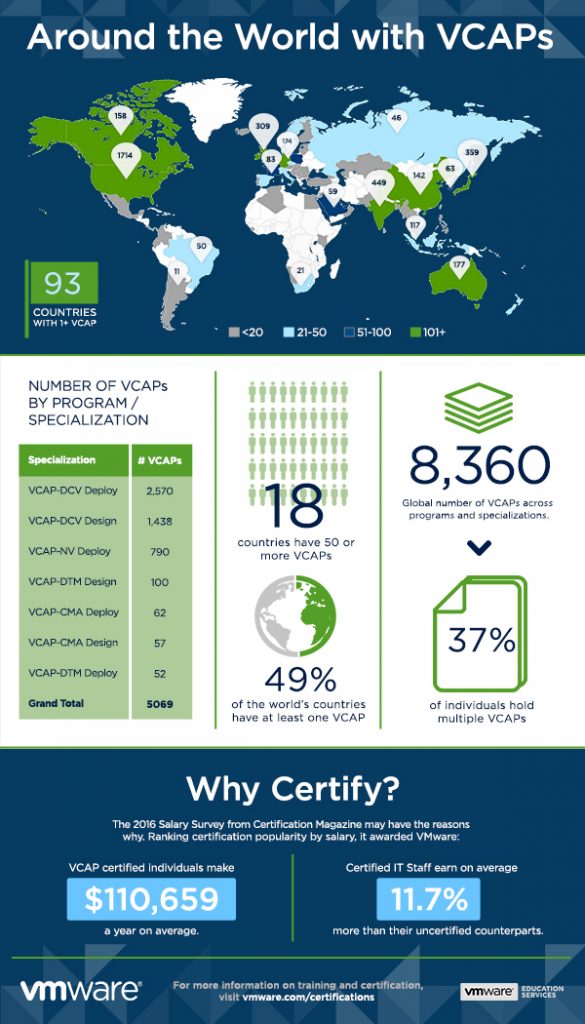 Around the World with VCAPs
158
1714
309
174
83
46
359
63
142
449
59
117
50
11
21
177
93
COUNTRIES
WITH 1+ VCAP
<20
21-50
51-100
101+
NUMBER OF VCAPs
BY PROGRAM /
SPECIALIZATION
Specialization # VCAPs
VCAP-DCV Deploy 2,570
VCAP-DCV Design 1,438
VCAP-NV Deploy 790
VCAP-DTM Design 100
VCAP-CMA Deploy 62
VCAP-CMA Design 57
VCAP-DTM Deploy 52
Grand Total 5069
18
countries have 50 or
more VCAPs
49%
of the world's countries
have at least one VCAP
8,360
Global number of VCAPs across
programs and specializations.
37%
of individuals hold
multiple VCAPs
Why Certify?
The 2016 Salary Survey from Certification Magazine may have the reasons
why. Ranking certification popularity by salary, it awarded VMware:
VCAP certified individuals make
$110,659
a year on average.
Certified IT Staff earn on average
11.7%
more than their uncertified counterparts.
vmware®
For more information on training and certification,
visit vmware.com/certifications
vmware®
EDUCATION
SERVICES